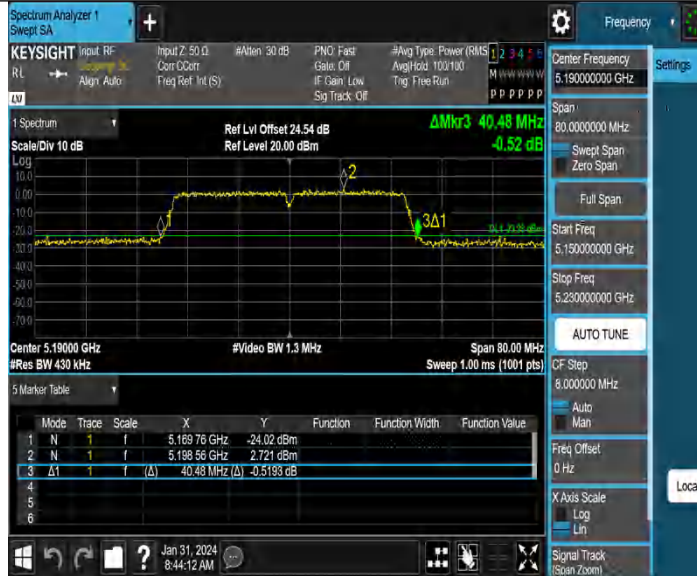 Spectrum Analyzer 1
Swept SA
+
Frequency
KEYSIGHT Input: RF
RL
Align: Auto
Input Z: 50 Ω
Corr CCorr
Freq Ref: Int (S)
#Atten: 30 dB
PNO: Fast
Gate: Off
IF Gain: Low
Sig Track: Off
#Avg Type: Power (RMS
Avg|Hold: 100/100
Trig: Free Run
1 2 3 4 5 6
M W W W W W
P P P P P P
LXI
1 Spectrum
Scale/Div 10 dB
Ref Lvl Offset 24.54 dB
Ref Level 20.00 dBm
ΔMkr3 40.48 MHz
-0.52 dB
Log
10.0
0.00
-10.0
-20.0
-30.0
-40.0
-50.0
-60.0
-70.0
2
3Δ1
Center 5.19000 GHz
#Res BW 430 kHz
#Video BW 1.3 MHz
Span 80.00 MHz
Sweep 1.00 ms (1001 pts)
5 Marker Table
Mode Trace Scale X Y Function Function Width Function Value
1 N 1 f 5.169 76 GHz -24.02 dBm
2 N 1 f 5.198 56 GHz 2.721 dBm
3 Δ1 1 f (Δ) 40.48 MHz (Δ) -0.5193 dB
4
5
6
?
Jan 31, 2024
8:44:12 AM
Center Frequency
5.190000000 GHz
Settings
Span
80.0000000 MHz
Swept Span
Zero Span
Full Span
Start Freq
5.150000000 GHz
Stop Freq
5.230000000 GHz
AUTO TUNE
CF Step
8.000000 MHz
Auto
Man
Freq Offset
0 Hz
X Axis Scale
Log
Lin
Loca
Signal Track
(Span Zoom)